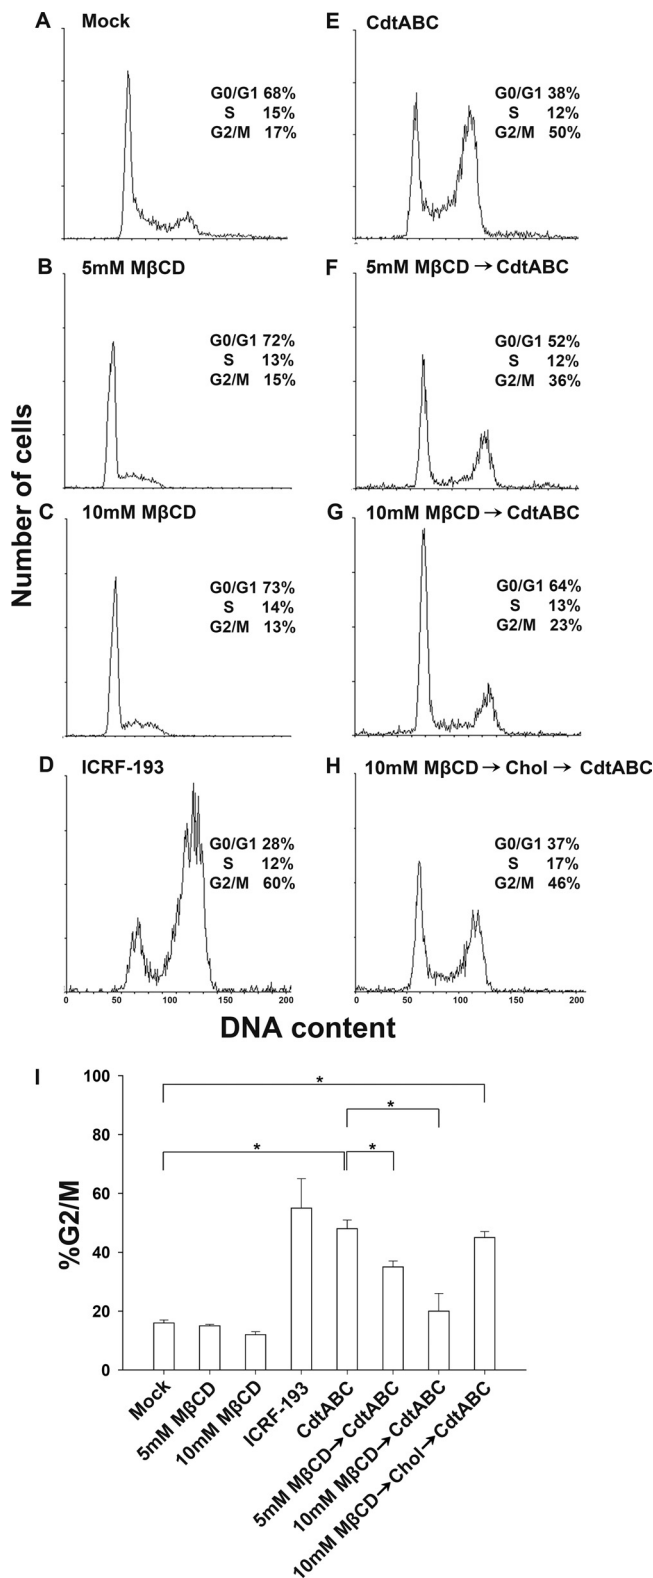 A Mock
G0/G1 68%
S 15%
G2/M 17%
E CdtABC
G0/G1 38%
S 12%
G2/M 50%
B 5mM MβCD
G0/G1 72%
S 13%
G2/M 15%
F 5mM MβCD → CdtABC
G0/G1 52%
S 12%
G2/M 36%
C 10mM MβCD
G0/G1 73%
S 14%
G2/M 13%
G 10mM MβCD → CdtABC
G0/G1 64%
S 13%
G2/M 23%
D ICRF-193
G0/G1 28%
S 12%
G2/M 60%
0 50 100 150 200
H 10mM MβCD → Chol → CdtABC
G0/G1 37%
S 17%
G2/M 46%
0 50 100 150 200
Number of cells
DNA content
I
%G2/M
100
80
60
40
20
0
*
*
*
*
Mock
5mM MβCD
10mM MβCD
ICRF-193
CdtABC
5mM MβCD→CdtABC
10mM MβCD→CdtABC
10mM MβCD→Chol→CdtABC